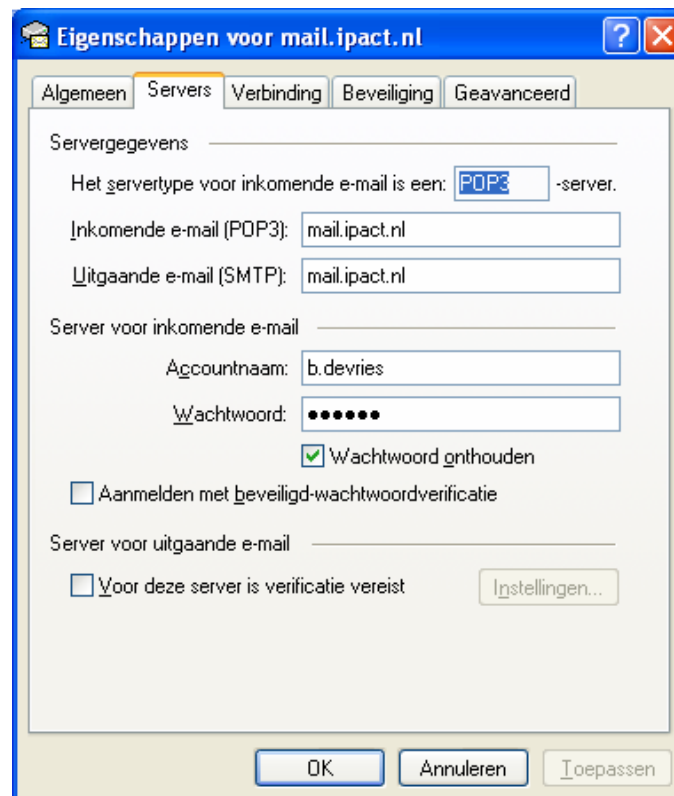 Eigenschappen voor mail.ipact.nl
Algemeen Servers Verbinding Beveiliging Geavanceerd
Servergegevens
Het servertype voor inkomende e-mail is een: POP3 -server.
Inkomende e-mail (POP3): mail.ipact.nl
Uitgaande e-mail (SMTP): mail.ipact.nl
Server voor inkomende e-mail
Accountnaam: b.devries
Wachtwoord: ●●●●●●
Wachtwoord onthouden
Aanmelden met beveiligd-wachtwoordverificatie
Server voor uitgaande e-mail
Voor deze server is verificatie vereist Instellingen...
OK Annuleren Toepassen